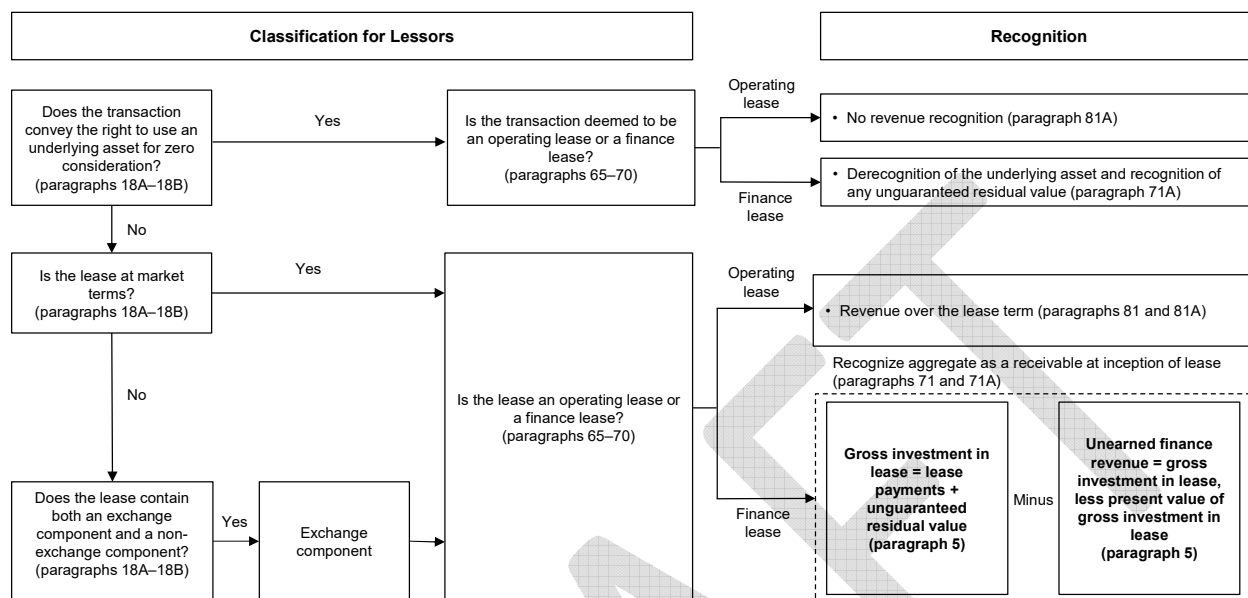 Classification for Lessors
Recognition
Does the transaction
convey the right to use an
underlying asset for zero
consideration?
(paragraphs 18A–18B)
Yes
Is the transaction deemed to be
an operating lease or a finance
lease?
(paragraphs 65–70)
Operating
lease
• No revenue recognition (paragraph 81A)
Finance
lease
• Derecognition of the underlying asset and recognition of
any unguaranteed residual value (paragraph 71A)
No
Is the lease at market
terms?
(paragraphs 18A–18B)
Yes
Is the lease an operating lease or
a finance lease?
(paragraphs 65–70)
Operating
lease
• Revenue over the lease term (paragraphs 81 and 81A)
Recognize aggregate as a receivable at inception of lease
(paragraphs 71 and 71A)
No
Finance
lease
Gross investment in
lease = lease
payments +
unguaranteed
residual value
(paragraph 5)
Minus
Unearned finance
revenue = gross
investment in lease,
less present value of
gross investment in
lease
(paragraph 5)
Does the lease contain
both an exchange
component and a non-
exchange component?
(paragraphs 18A–18B)
Yes
Exchange
component